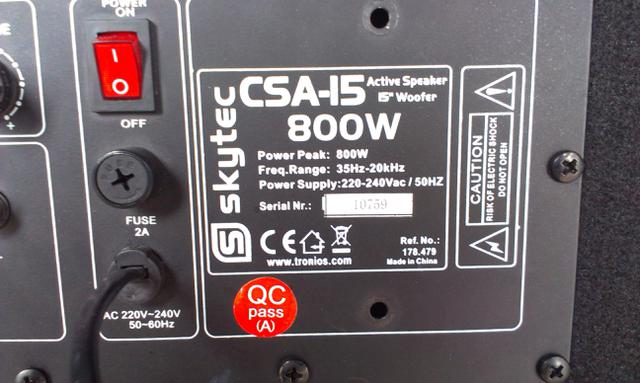 POWER
ON
I
O
OFF
FUSE
2A
AC 220V~240V
50~60Hz
+
skytec
CSA-15
Active Speaker
15" Woofer
800W
Power Peak: 800W
Freq.Range: 35Hz-20kHz
Power Supply:220-240Vac / 50HZ
Serial Nr.: 10759
CE
www.tronios.com
Ref. No.:
178.479
Made in China
QC
pass
(A)
CAUTION
RISK OF ELECTRIC SHOCK
DO NOT OPEN